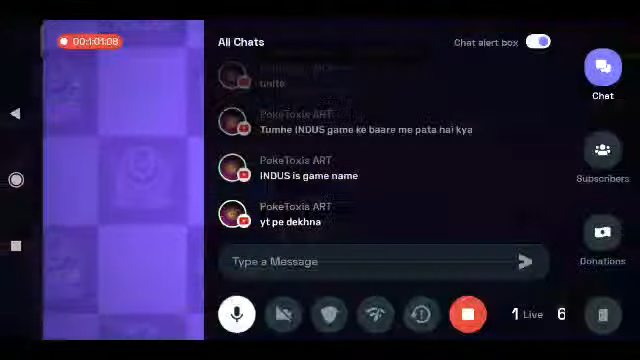 00:1:01:08
All Chats
Chat alert box
unite
PokeToxis ART
Tumhe INDUS game ke baare me pata hai kya
PokeToxis ART
INDUS is game name
PokeToxis ART
yt pe dekhna
Type a Message
1 Live 6
Chat
Subscribers
Donations